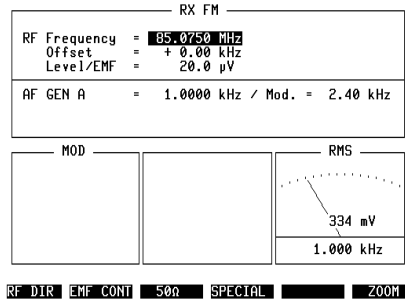 RX FM
RF Frequency = 85.0750 MHz
Offset = + 0.00 kHz
Level/EMF = 20.0 µV
AF GEN A = 1.0000 kHz / Mod. = 2.40 kHz
MOD
RMS
334 mV
1.000 kHz
RF DIR EMF CONT 50Ω SPECIAL ZOOM